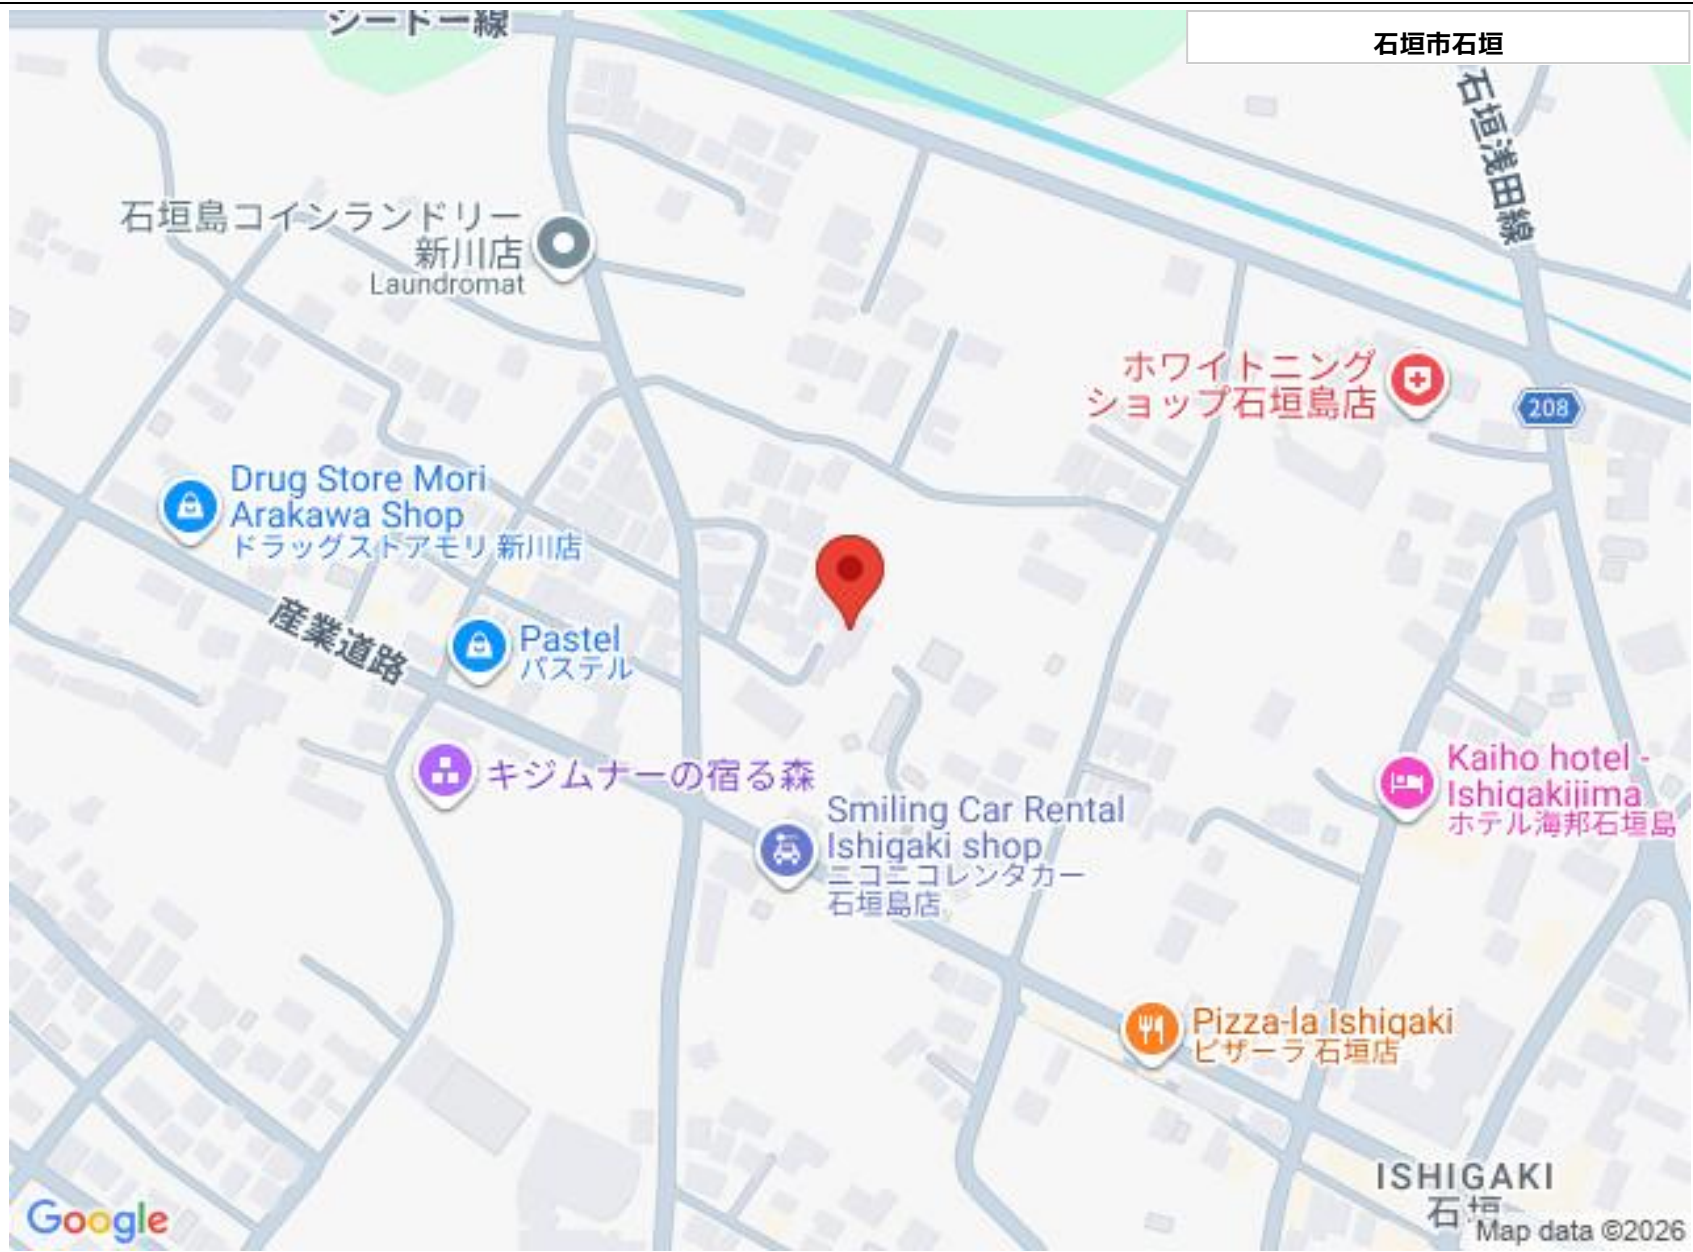 シードー線
石垣市石垣
石垣浅田線
石垣島コインランドリー
新川店
Laundromat
ホワイトニング
ショップ石垣島店
208
Drug Store Mori
Arakawa Shop
ドラッグストアモリ 新川店
産業道路
Pastel
パステル
キジムナーの宿る森
Kaiho hotel -
Ishigakijima
ホテル海邦石垣島
Smiling Car Rental
Ishigaki shop
ニコニコレンタカー
石垣島店
Pizza-la Ishigaki
ピザーラ 石垣店
ISHIGAKI
石垣
Google
Map data ©2026